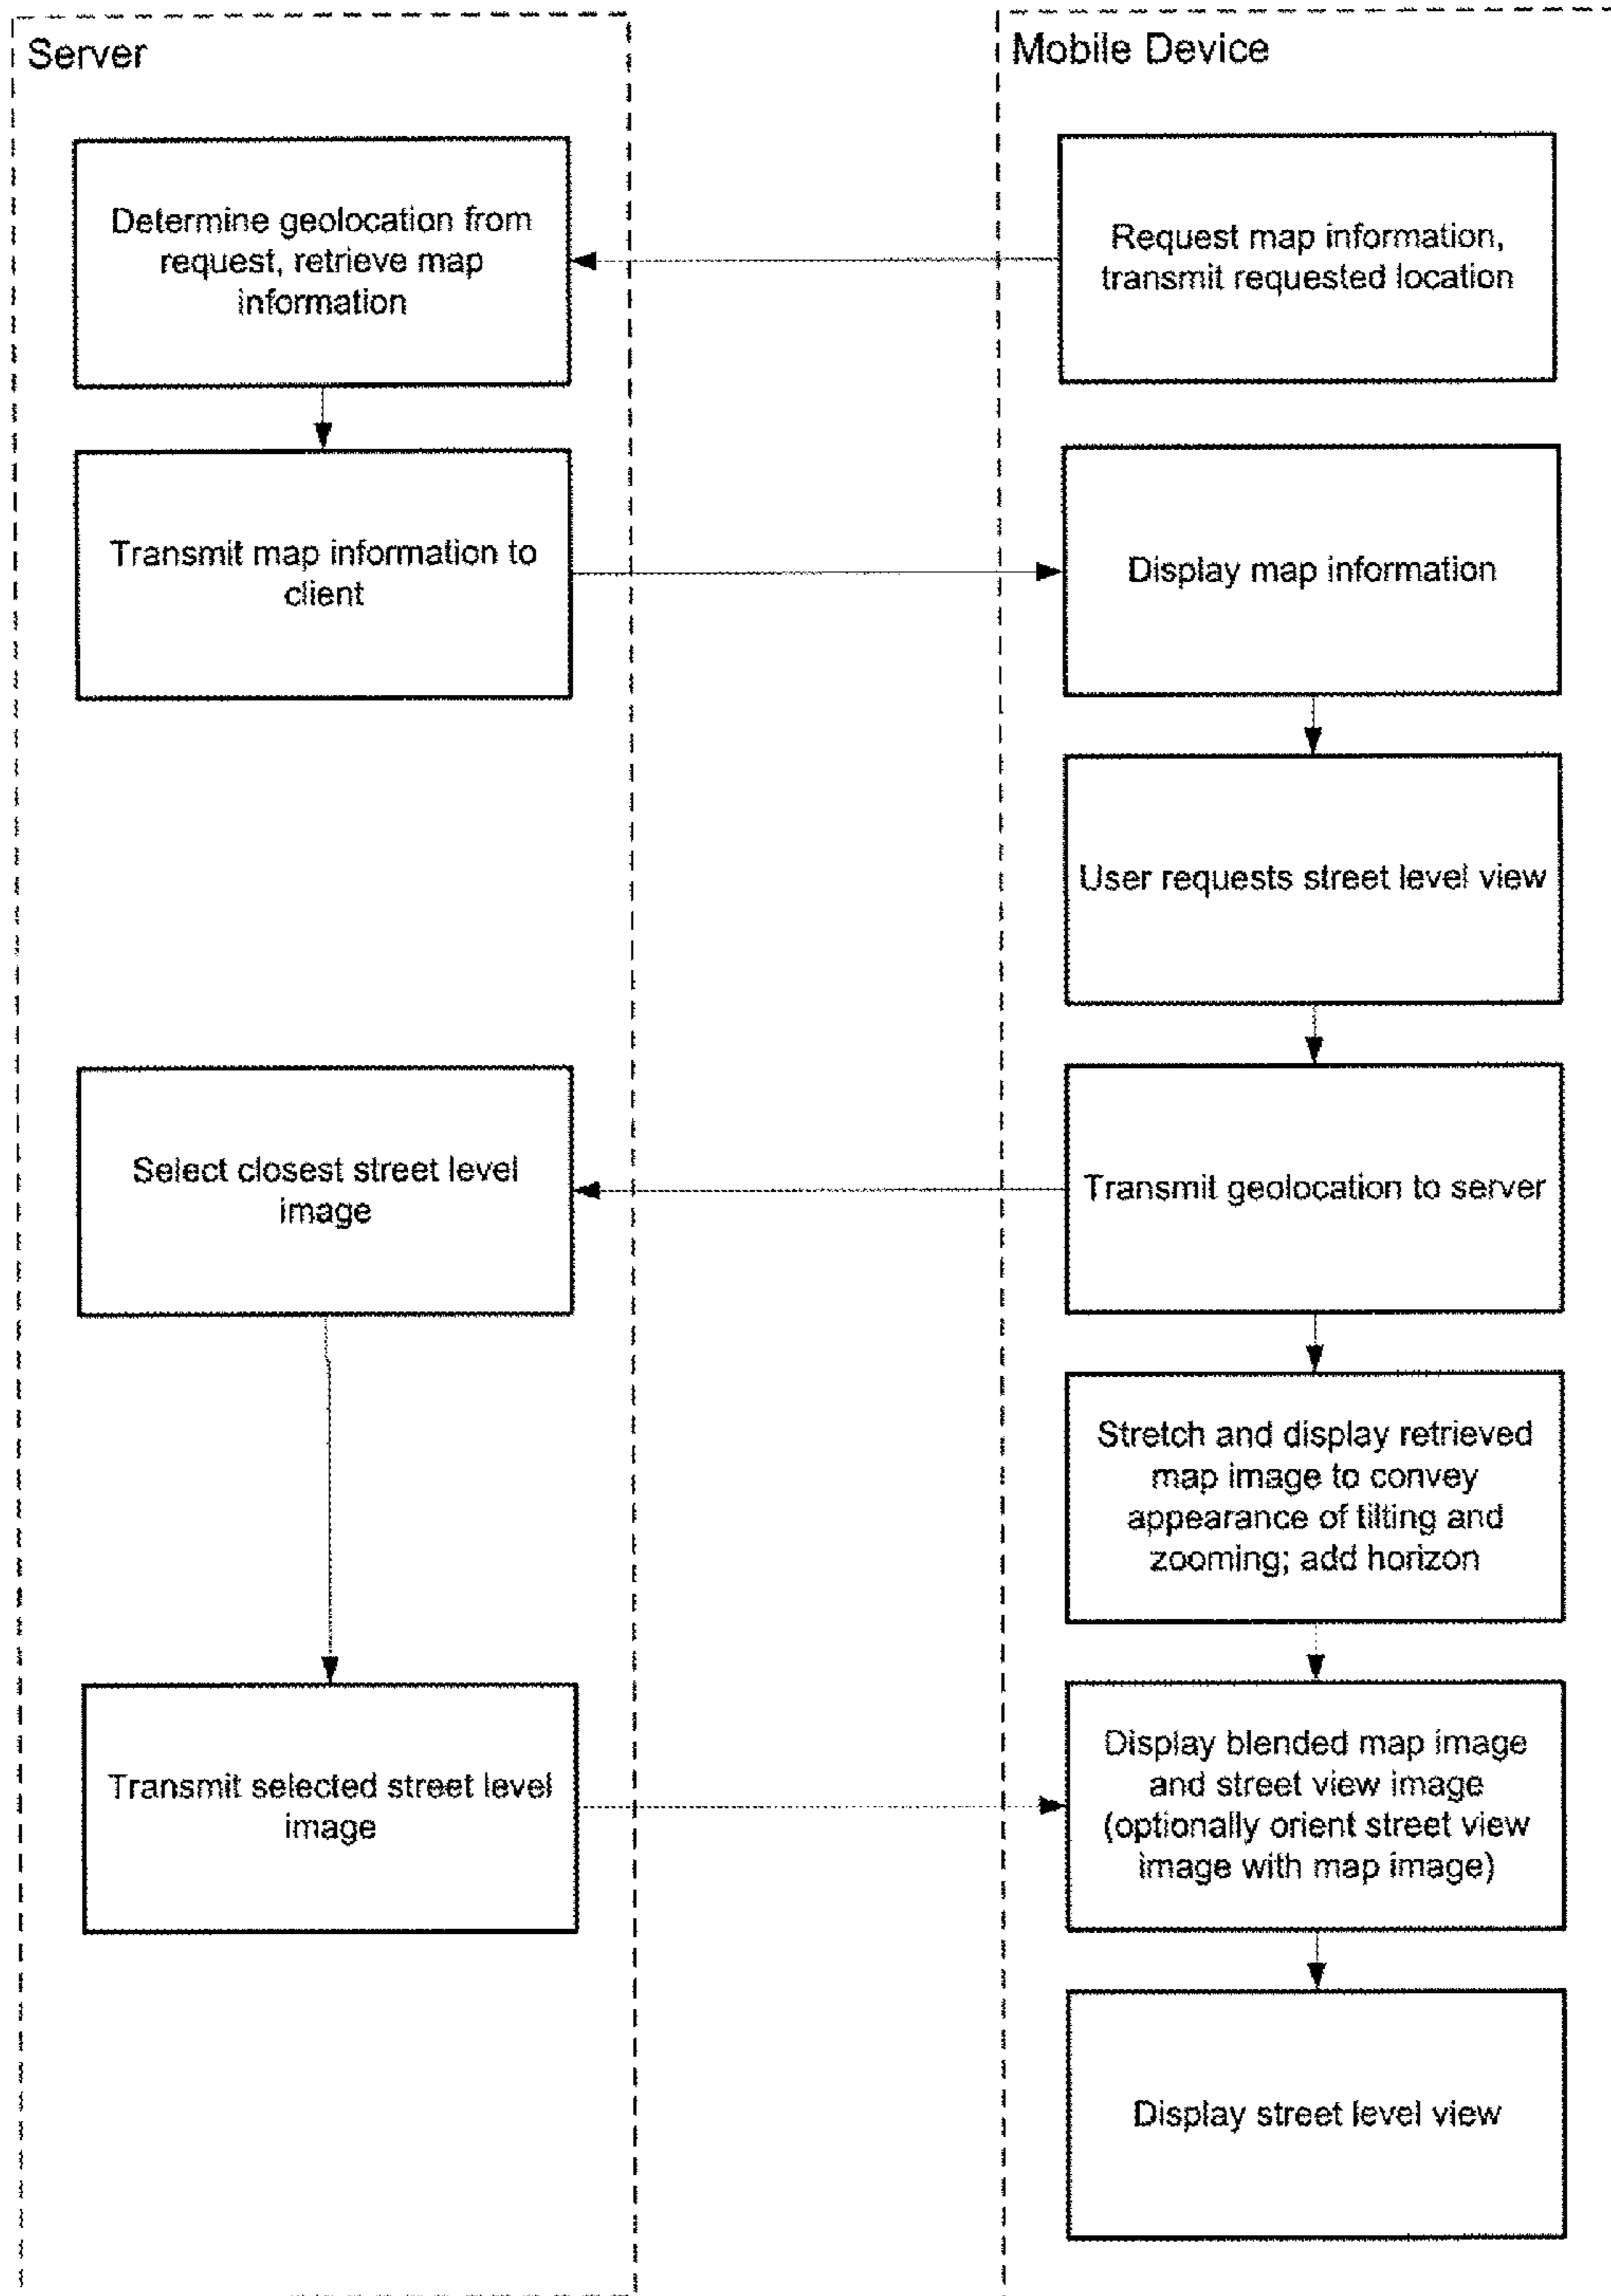 Server
Mobile Device
Determine geolocation from
request, retrieve map
information
Request map information,
transmit requested location
Transmit map information to
client
Display map information
User requests street level view
Select closest street level
image
Transmit geolocation to server
Stretch and display retrieved
map image to convey
appearance of tilting and
zooming; add horizon
Transmit selected street level
image
Display blended map image
and street view image
(optionally orient street view
image with map image)
Display street level view